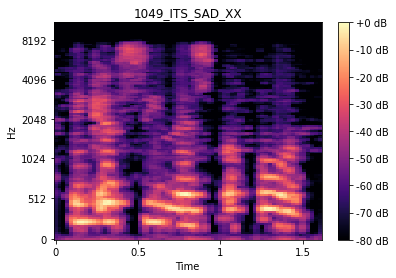 1049_ITS_SAD_XX
8192
4096
2048
1024
512
0
Hz
0
0.5
1
1.5
Time
+0 dB
-10 dB
-20 dB
-30 dB
-40 dB
-50 dB
-60 dB
-70 dB
-80 dB